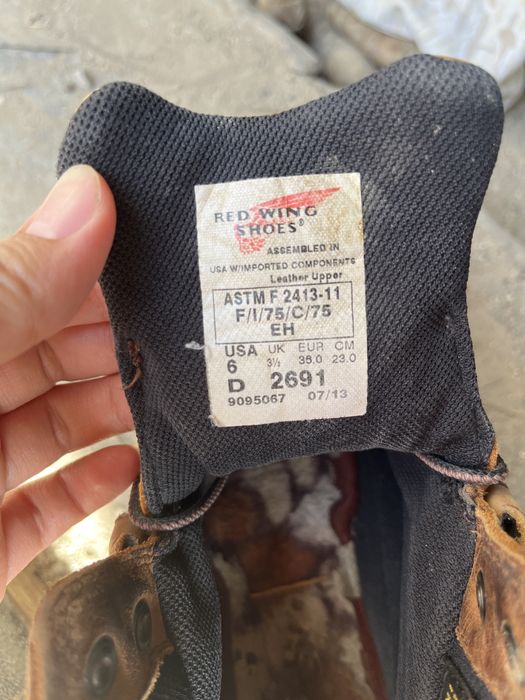 RED WING
SHOES®
ASSEMBLED IN
USA W/IMPORTED COMPONENTS
Leather Upper
ASTM F 2413-11
F/I/75/C/75
EH
USA UK EUR CM
6 3½ 36.0 23.0
D 2691
9095067 07/13